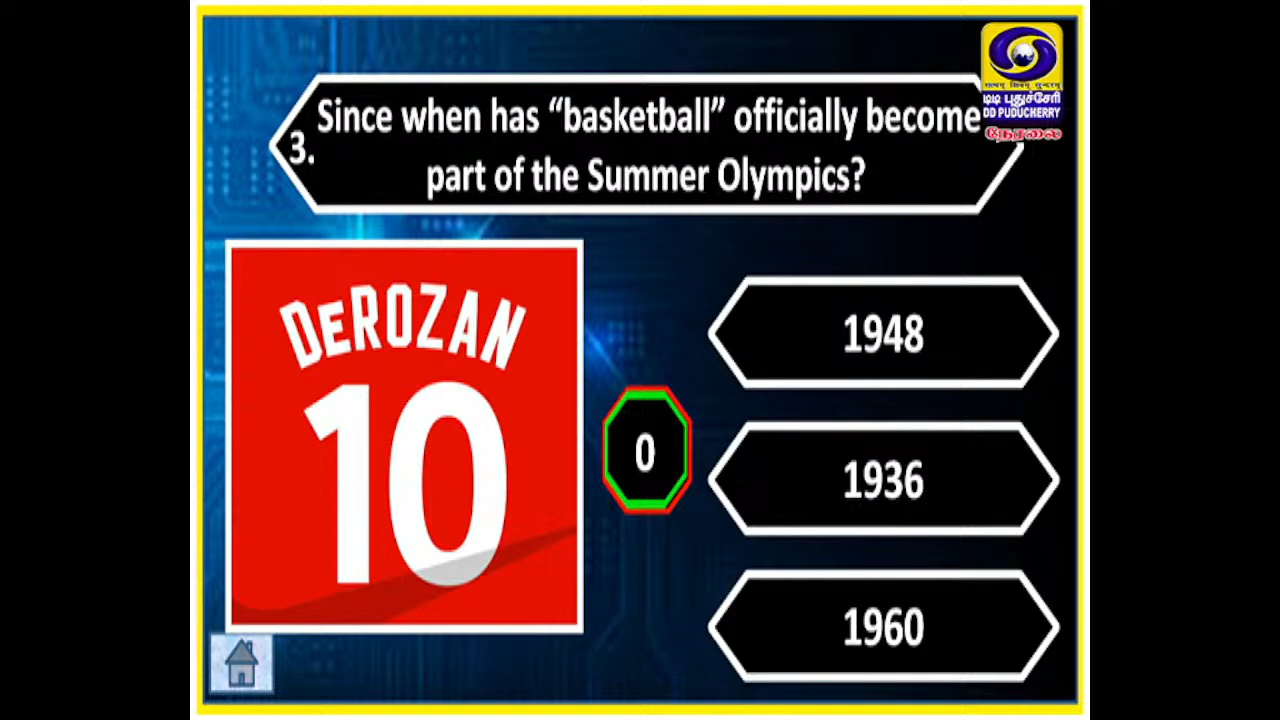 3.
Since when has “basketball” officially become
part of the Summer Olympics?
டிடி புதுச்சேரி
DD PUDUCHERRY
நேரலை
DeROZAN
10
0
1948
1936
1960